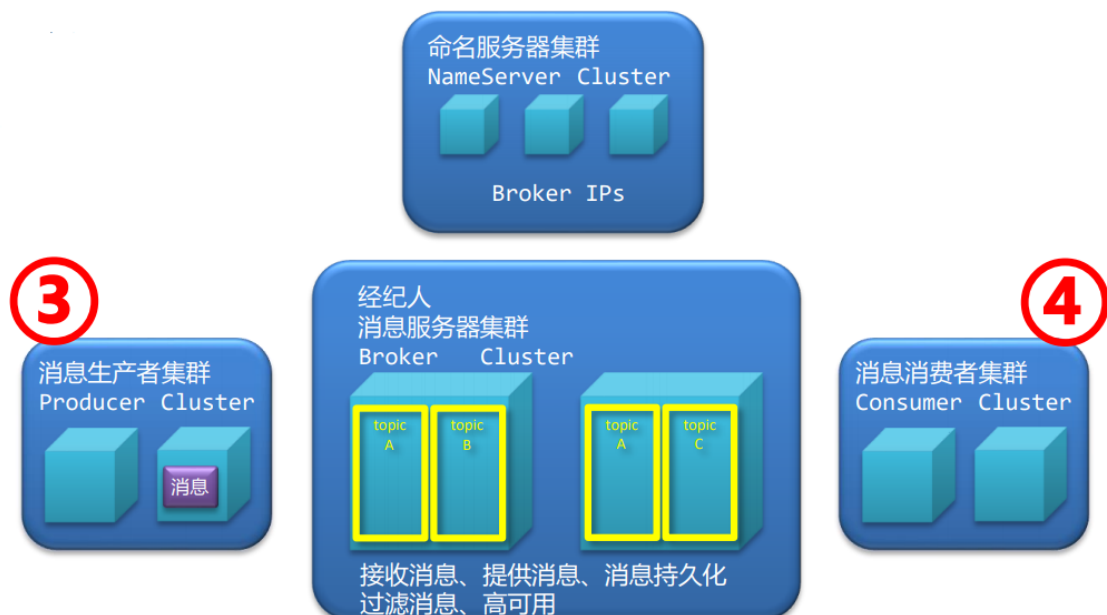 命名服务器集群
NameServer Cluster
Broker IPs
③
消息生产者集群
Producer Cluster
消息
经纪人
消息服务器集群
Broker Cluster
topic
A
topic
B
topic
A
topic
C
接收消息、提供消息、消息持久化
过滤消息、高可用
④
消息消费者集群
Consumer Cluster